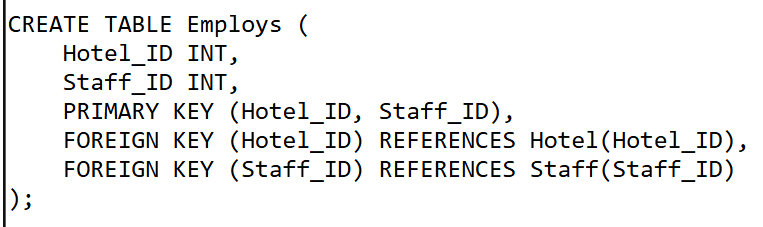 CREATE TABLE Employs (
    Hotel_ID INT,
    Staff_ID INT,
    PRIMARY KEY (Hotel_ID, Staff_ID),
    FOREIGN KEY (Hotel_ID) REFERENCES Hotel(Hotel_ID),
    FOREIGN KEY (Staff_ID) REFERENCES Staff(Staff_ID)
);